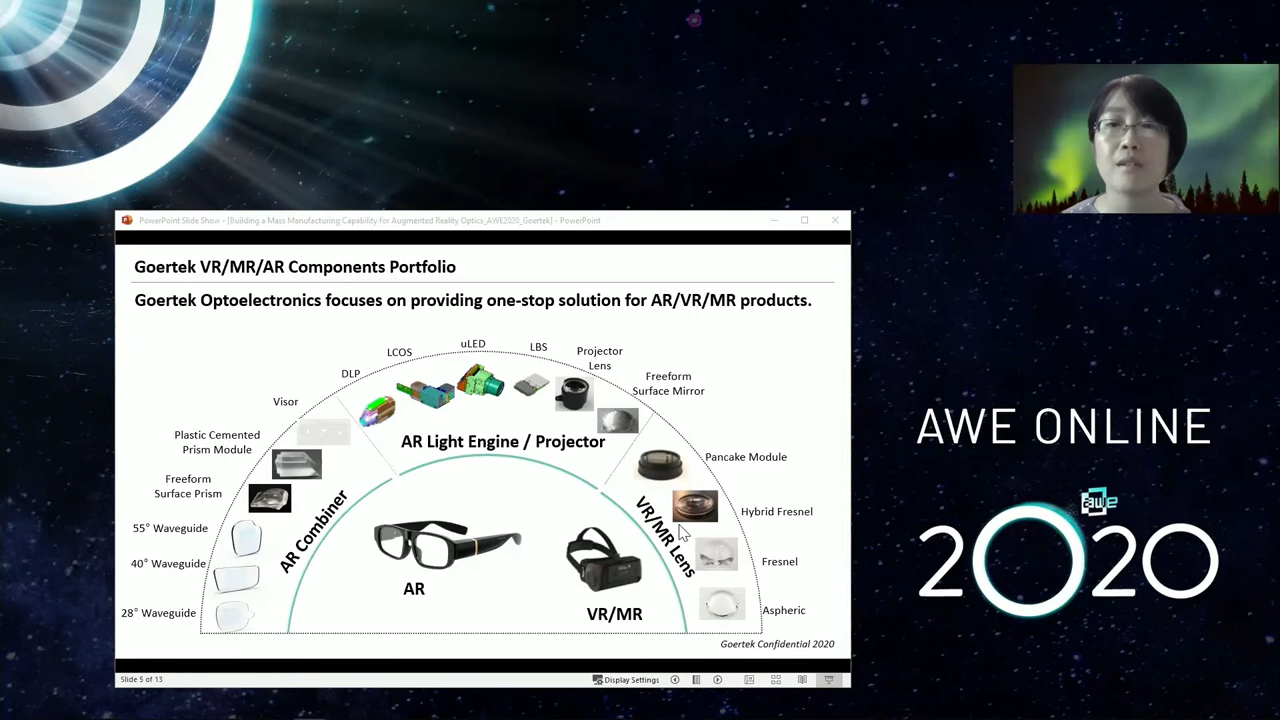 PowerPoint Slide Show - [Building a Mass Manufacturing Capability for Augmented Reality Optics_AWE2020_Goertek] - PowerPoint
Goertek VR/MR/AR Components Portfolio
Goertek Optoelectronics focuses on providing one-stop solution for AR/VR/MR products.
uLED
LBS
LCOS
Projector
Lens
DLP
Freeform
Surface Mirror
Visor
Plastic Cemented
Prism Module
AR Light Engine / Projector
Pancake Module
Freeform
Surface Prism
Hybrid Fresnel
55° Waveguide
AR Combiner
VR/MR Lens
40° Waveguide
Fresnel
AR
28° Waveguide
VR/MR
Aspheric
Goertek Confidential 2020
Slide 5 of 13
Display Settings
AWE ONLINE
awe
2020